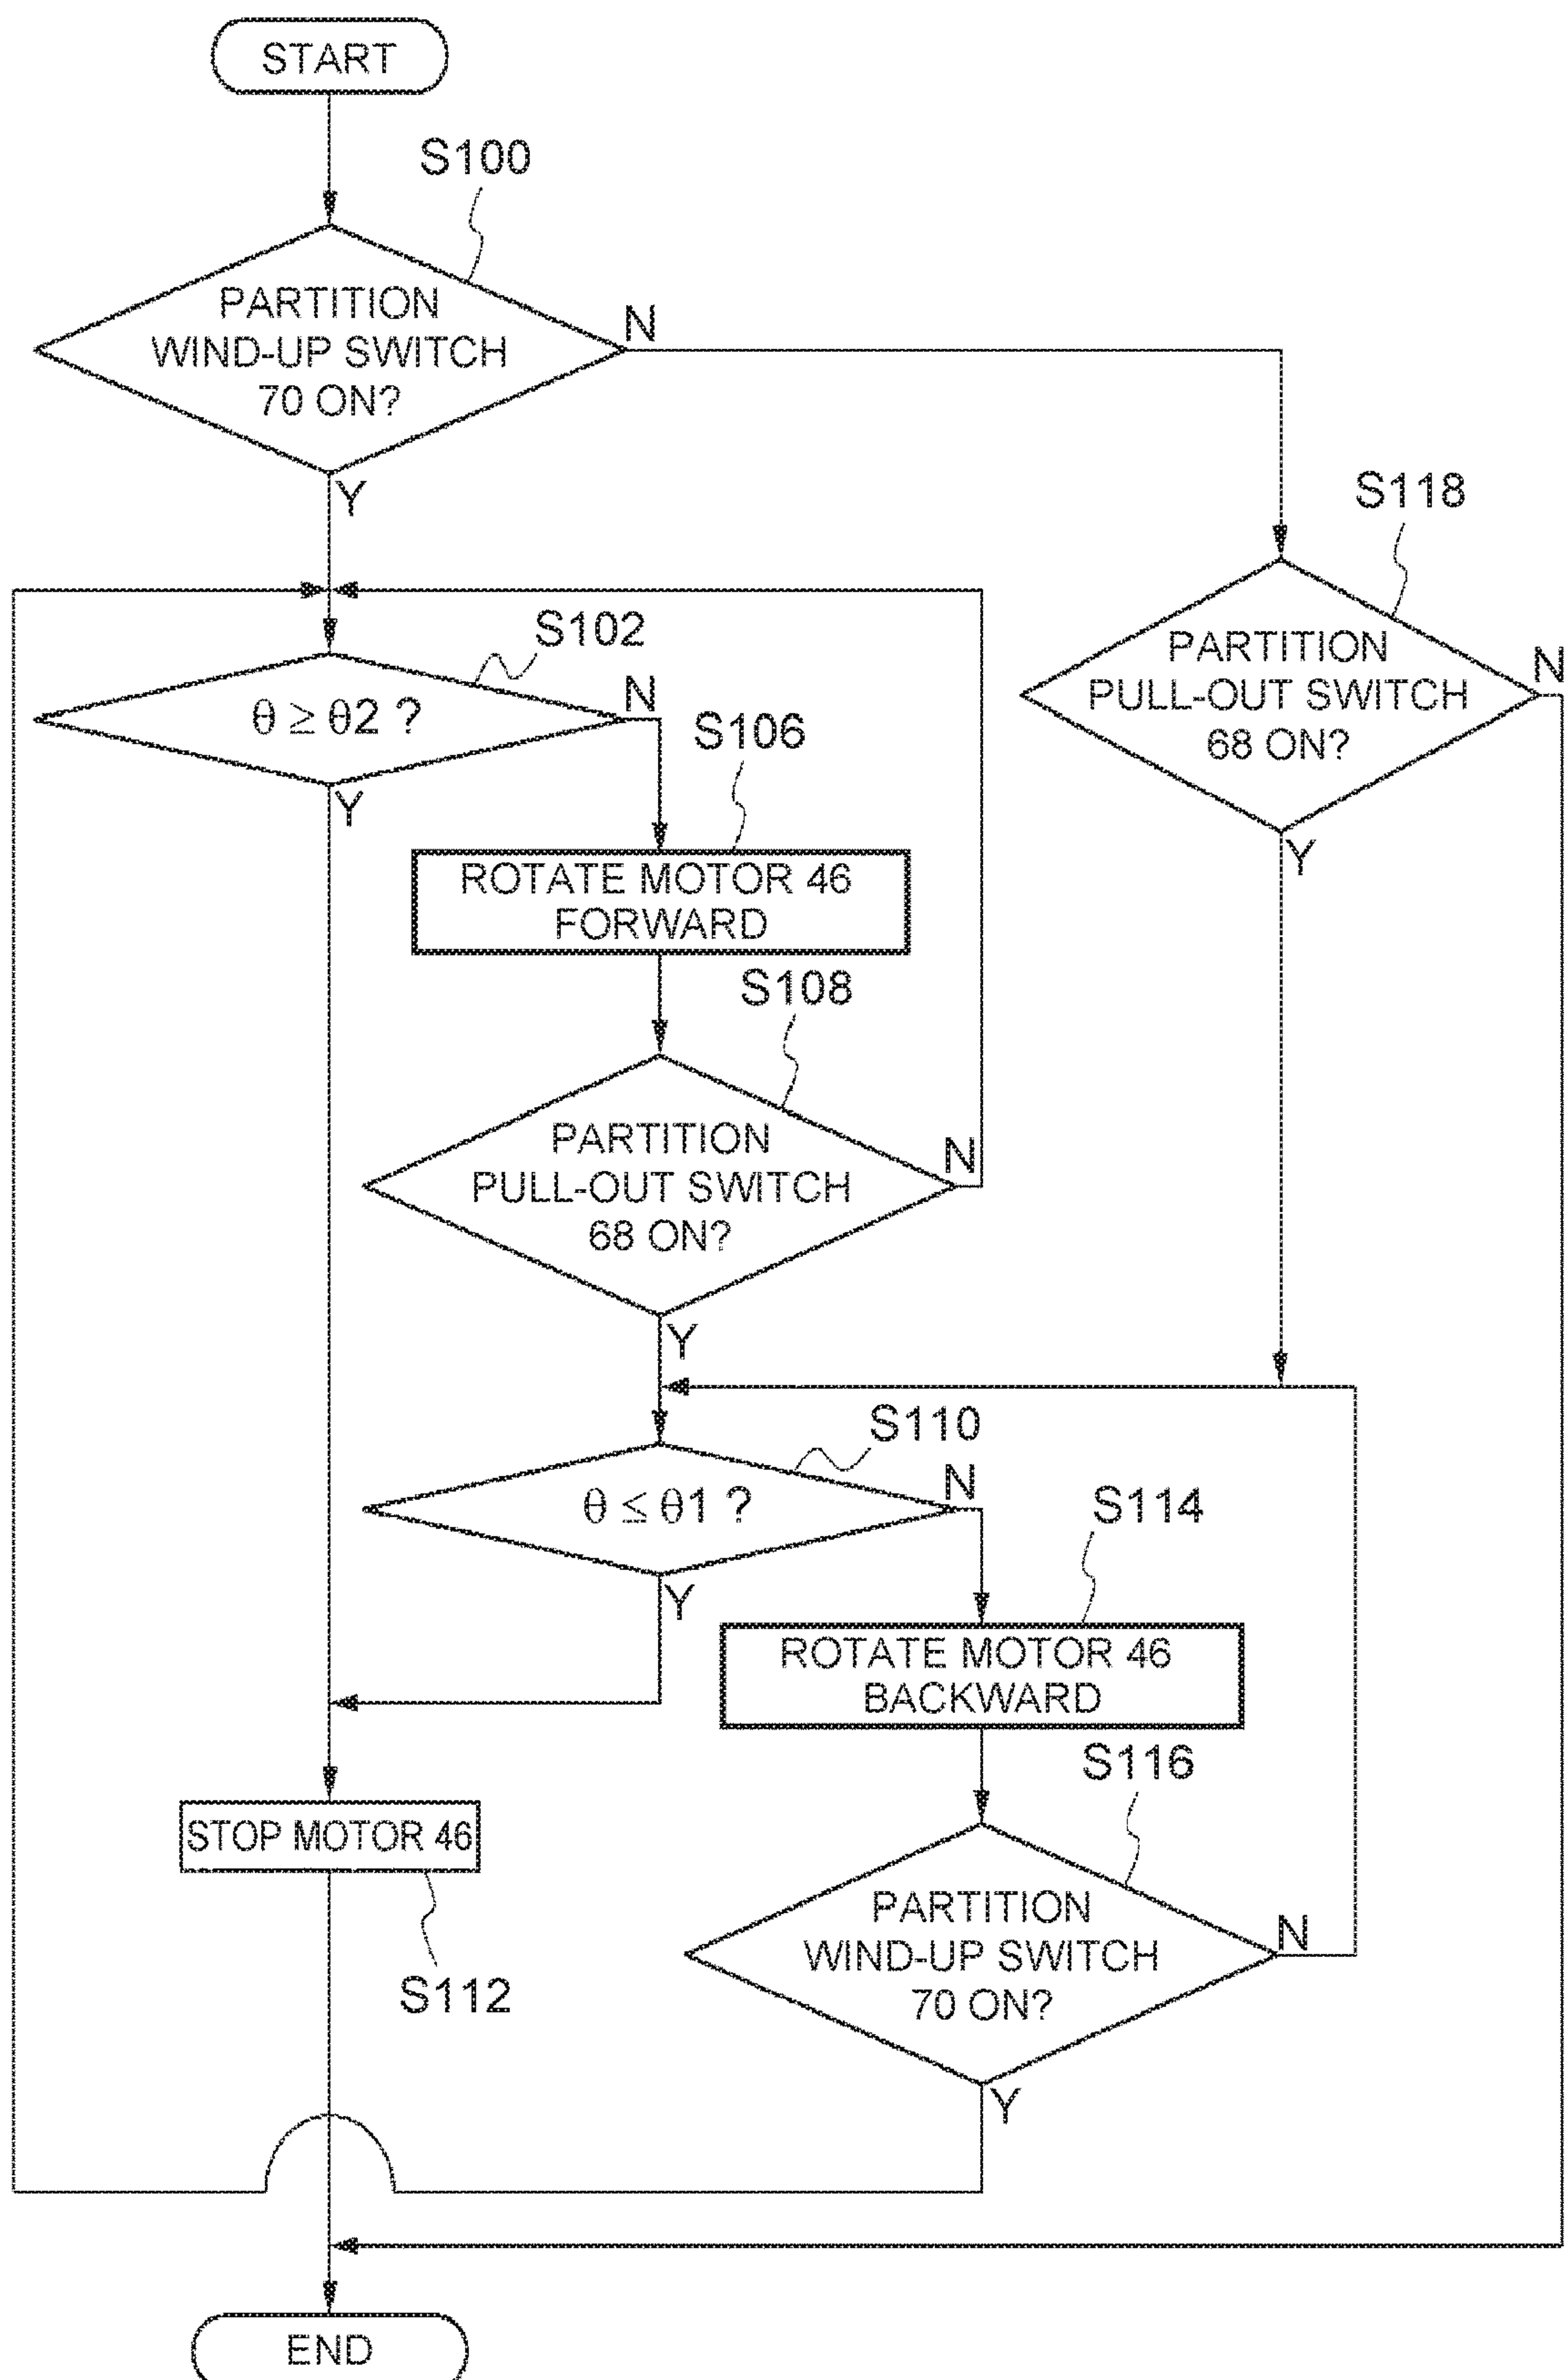 START
S100
PARTITION
WIND-UP SWITCH
70 ON?
N
Y
S118
PARTITION
PULL-OUT SWITCH
68 ON?
N
Y
S102
θ ≥ θ2 ?
N
Y
S106
ROTATE MOTOR 46
FORWARD
S108
PARTITION
PULL-OUT SWITCH
68 ON?
N
Y
S110
θ ≤ θ1 ?
N
Y
S114
ROTATE MOTOR 46
BACKWARD
S116
PARTITION
WIND-UP SWITCH
70 ON?
N
Y
STOP MOTOR 46
S112
END